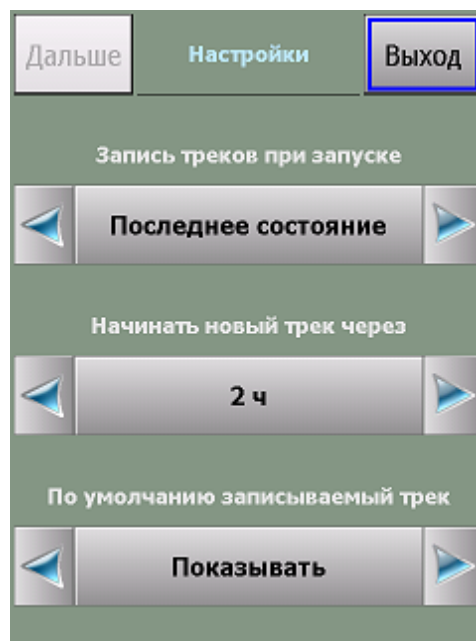 Дальше
Настройки
Выход
Запись треков при запуске
Последнее состояние
Начинать новый трек через
2 ч
По умолчанию записываемый трек
Показывать